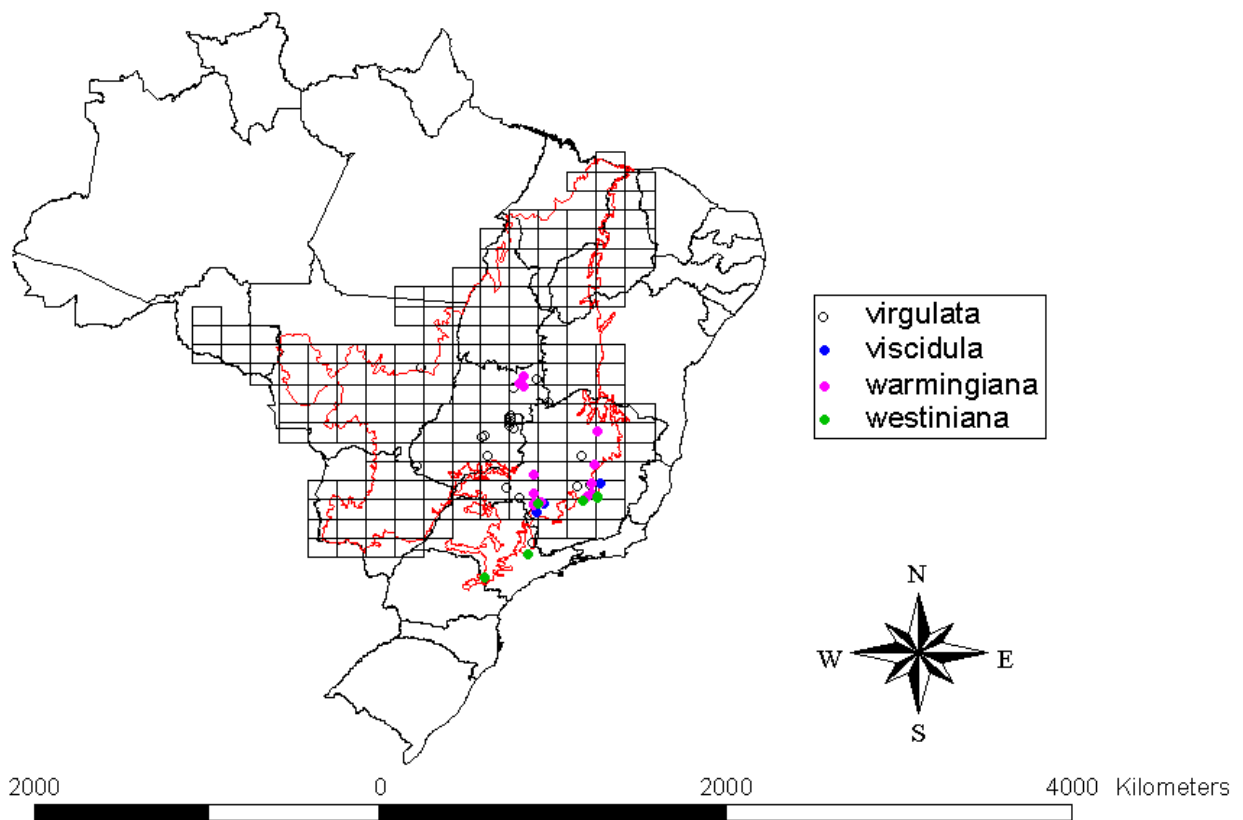 virgulata
viscidula
warmingiana
westiniana
N
W
E
S
2000 0 2000 4000 Kilometers